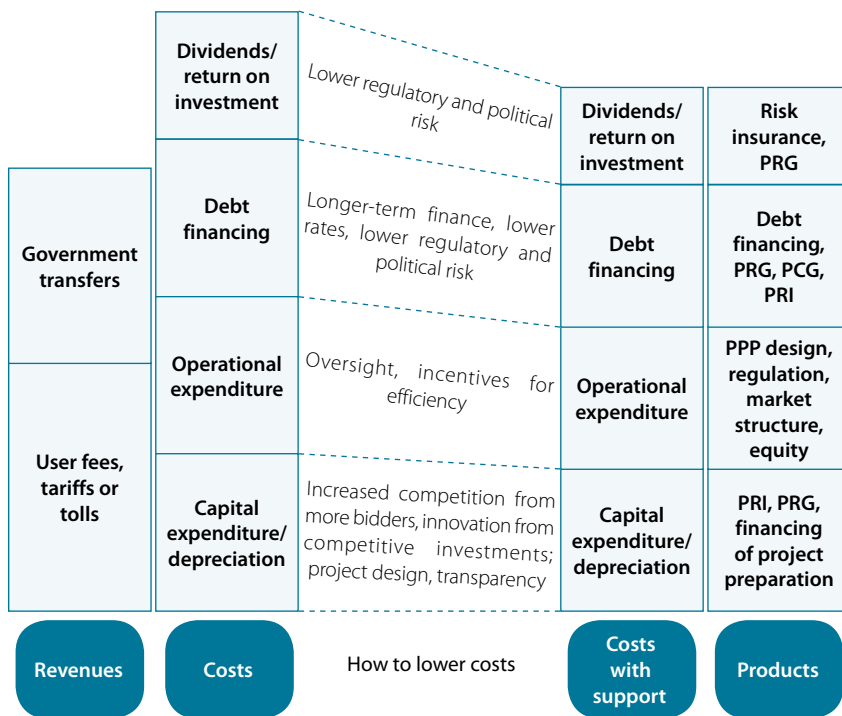 Government
transfers
User fees,
tariffs or
tolls
Revenues
Dividends/
return on
investment
Debt
financing
Operational
expenditure
Capital
expenditure/
depreciation
Costs
Lower regulatory and political
risk
Longer-term finance, lower
rates, lower regulatory and
political risk
Oversight, incentives for
efficiency
Increased competition from
more bidders, innovation from
competitive investments;
project design, transparency
How to lower costs
Dividends/
return on
investment
Debt
financing
Operational
expenditure
Capital
expenditure/
depreciation
Costs
with
support
Risk
insurance,
PRG
Debt
financing,
PRG, PCG,
PRI
PPP design,
regulation,
market
structure,
equity
PRI, PRG,
financing
of project
preparation
Products